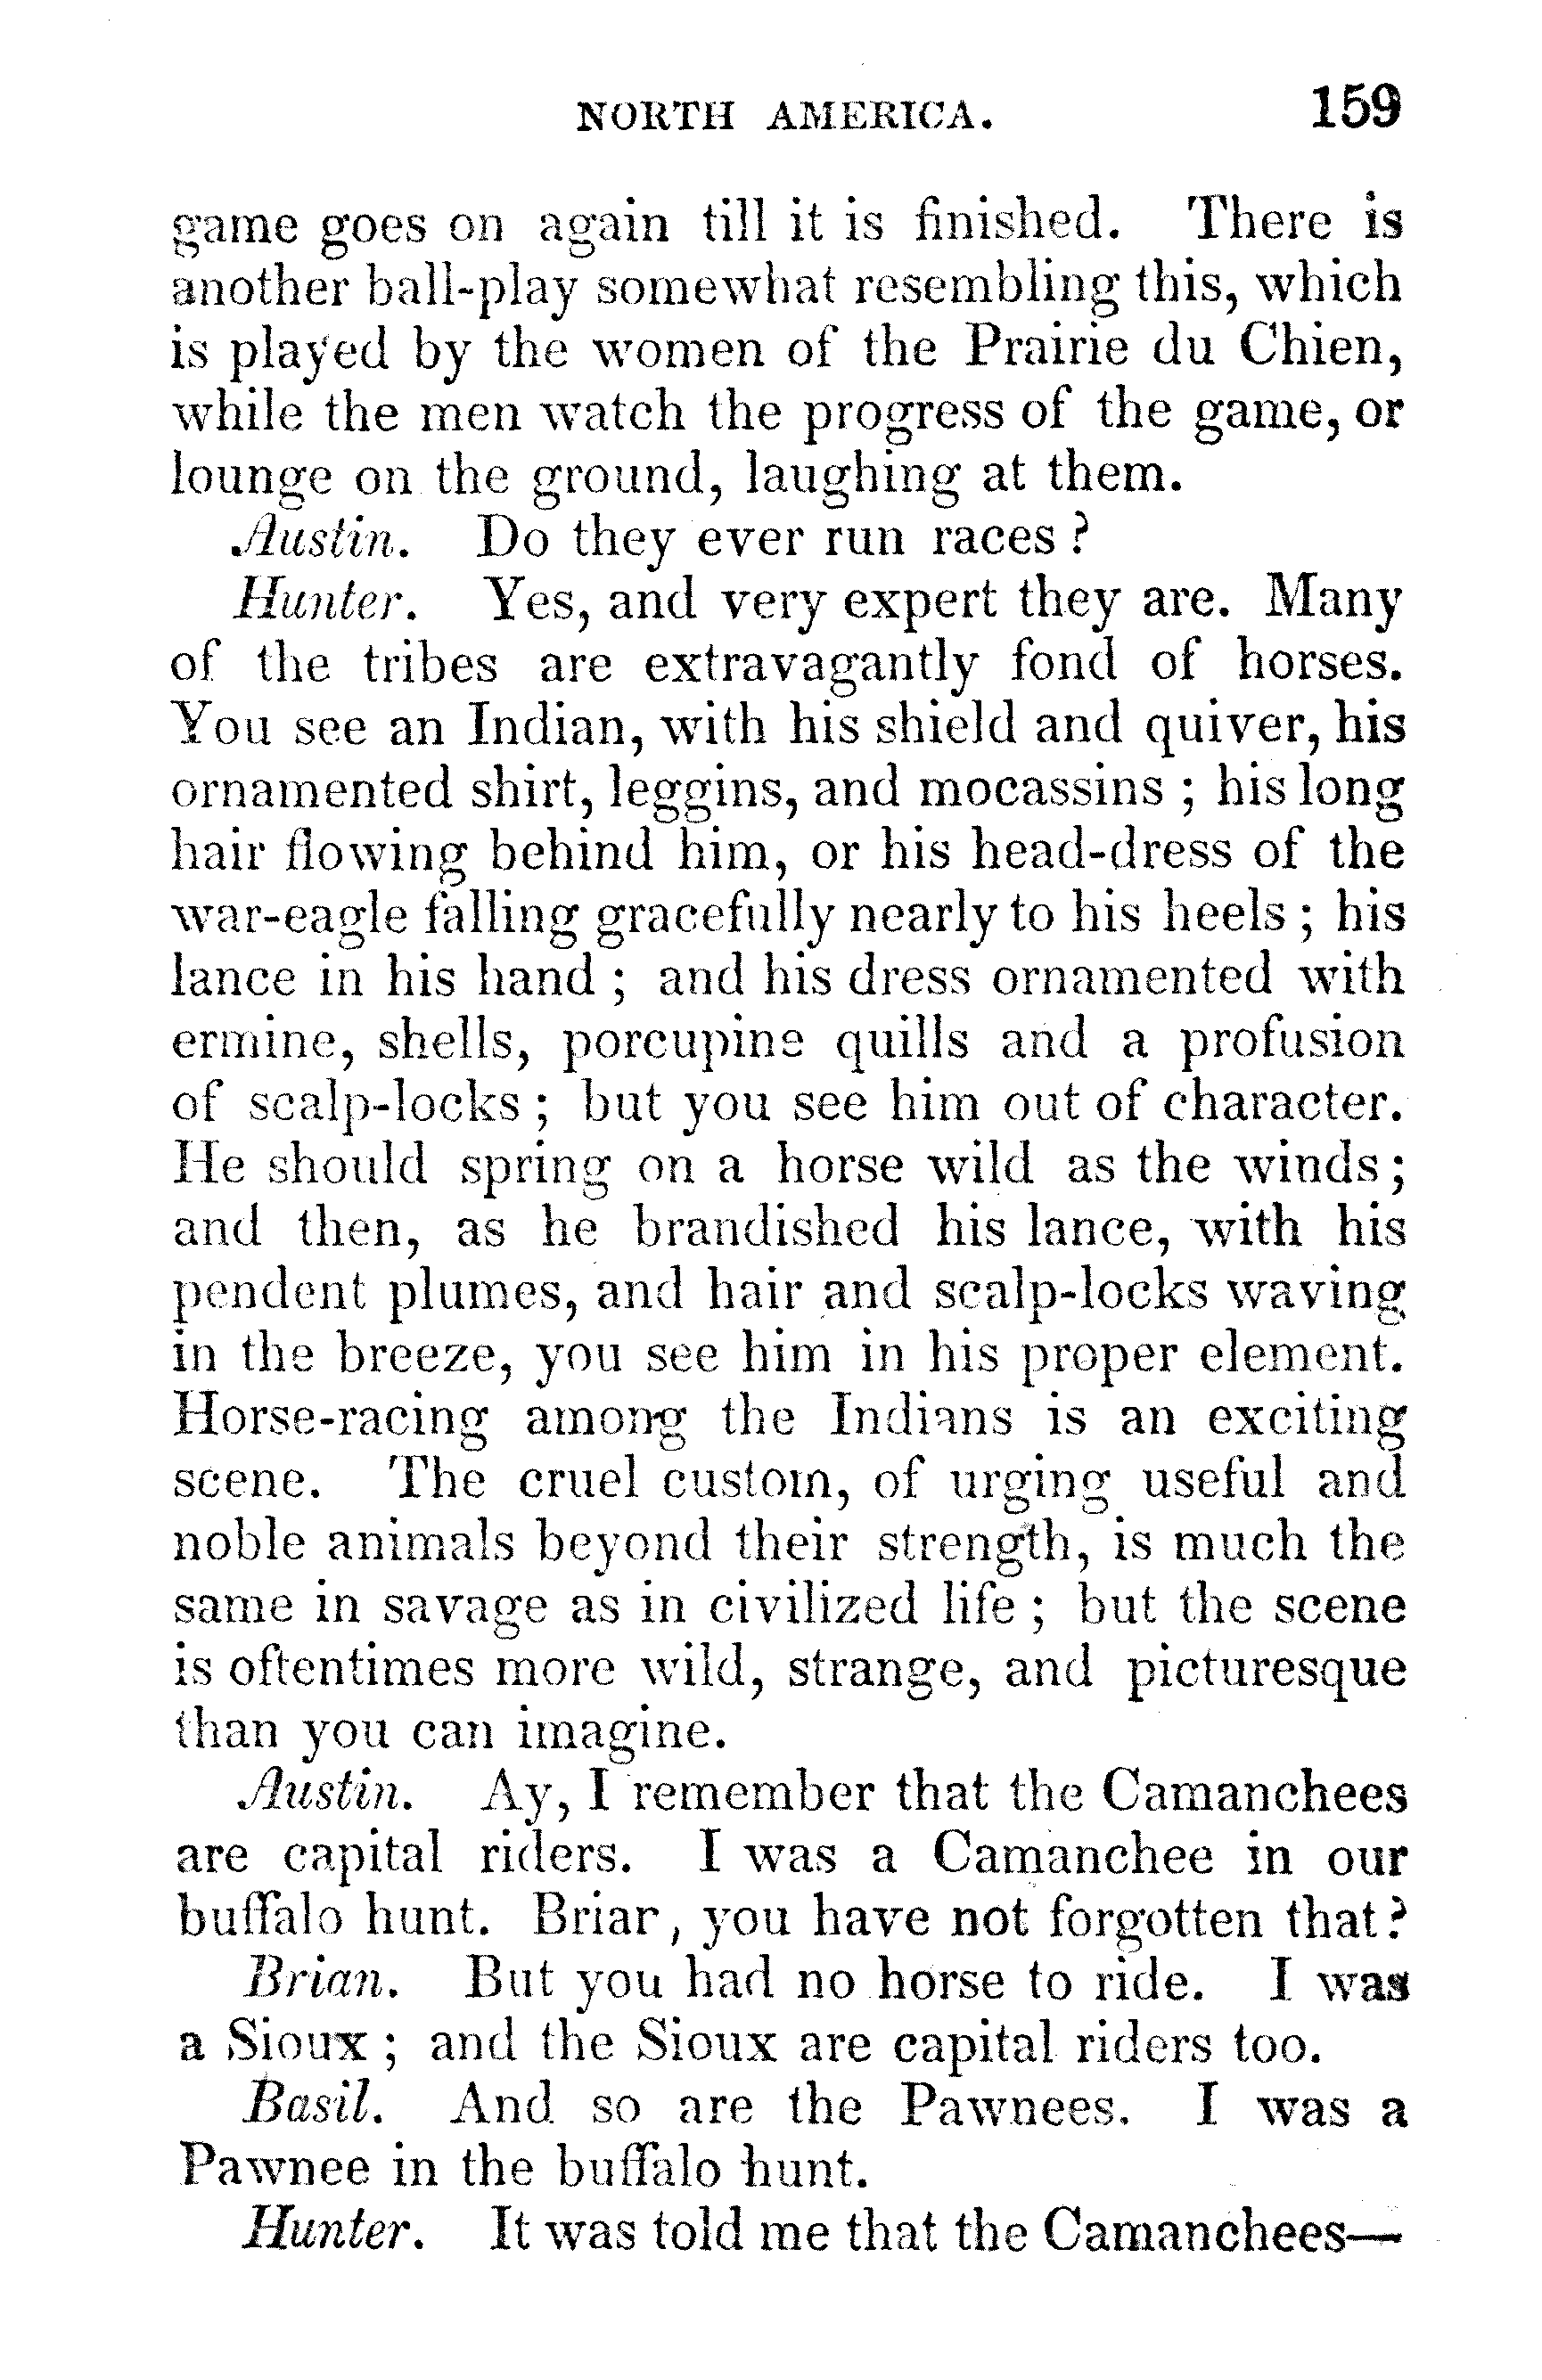 NORTH AMERICA. 159
game goes on again till it is finished. There is
another ball-play somewhat resembling this, which
is played by the women of the Prairie du Chien,
while the men watch the progress of the game, or
lounge on the ground, laughing at them.
Austin. Do they ever run races ?
Hunter. Yes, and very expert they are. Many
of the tribes are extravagantly fond of horses.
You see an Indian, with his shield and quiver, his
ornamented shirt, leggins, and mocassins ; his long
hair flowing behind him, or his head-dress of the
war-eagle falling gracefully nearly to his heels ; his
lance in his hand ; and his dress ornamented with
ermine, shells, porcupine quills and a profusion
of scalp-locks ; but you see him out of character.
He should spring on a horse wild as the winds ;
and then, as he brandished his lance, with his
pendent plumes, and hair and scalp-locks waving
in the breeze, you see him in his proper element.
Horse-racing among the Indians is an exciting
scene. The cruel custom, of urging useful and
noble animals beyond their strength, is much the
same in savage as in civilized life ; but the scene
is oftentimes more wild, strange, and picturesque
than you can imagine.
Austin. Ay, I remember that the Camanchees
are capital riders. I was a Camanchee in our
buffalo hunt. Briar, you have not forgotten that?
Brian. But you had no horse to ride. I was
a Sioux ; and the Sioux are capital riders too.
Basil. And so are the Pawnees. I was a
Pawnee in the buffalo hunt.
Hunter. It was told me that the Camanchees—